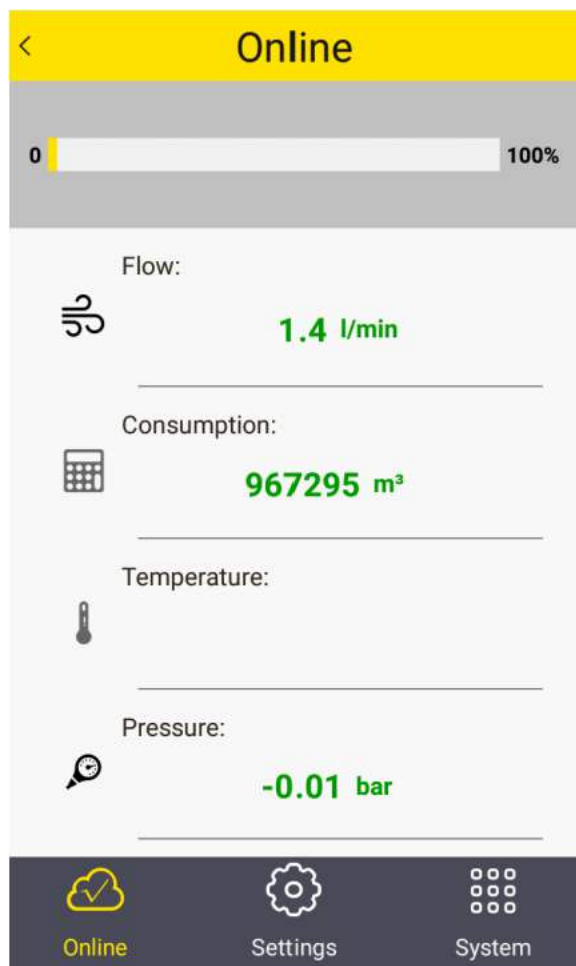 Online
0 100%
Flow:
1.4 l/min
Consumption:
967295 m³
Temperature:
Pressure:
-0.01 bar
Online Settings System